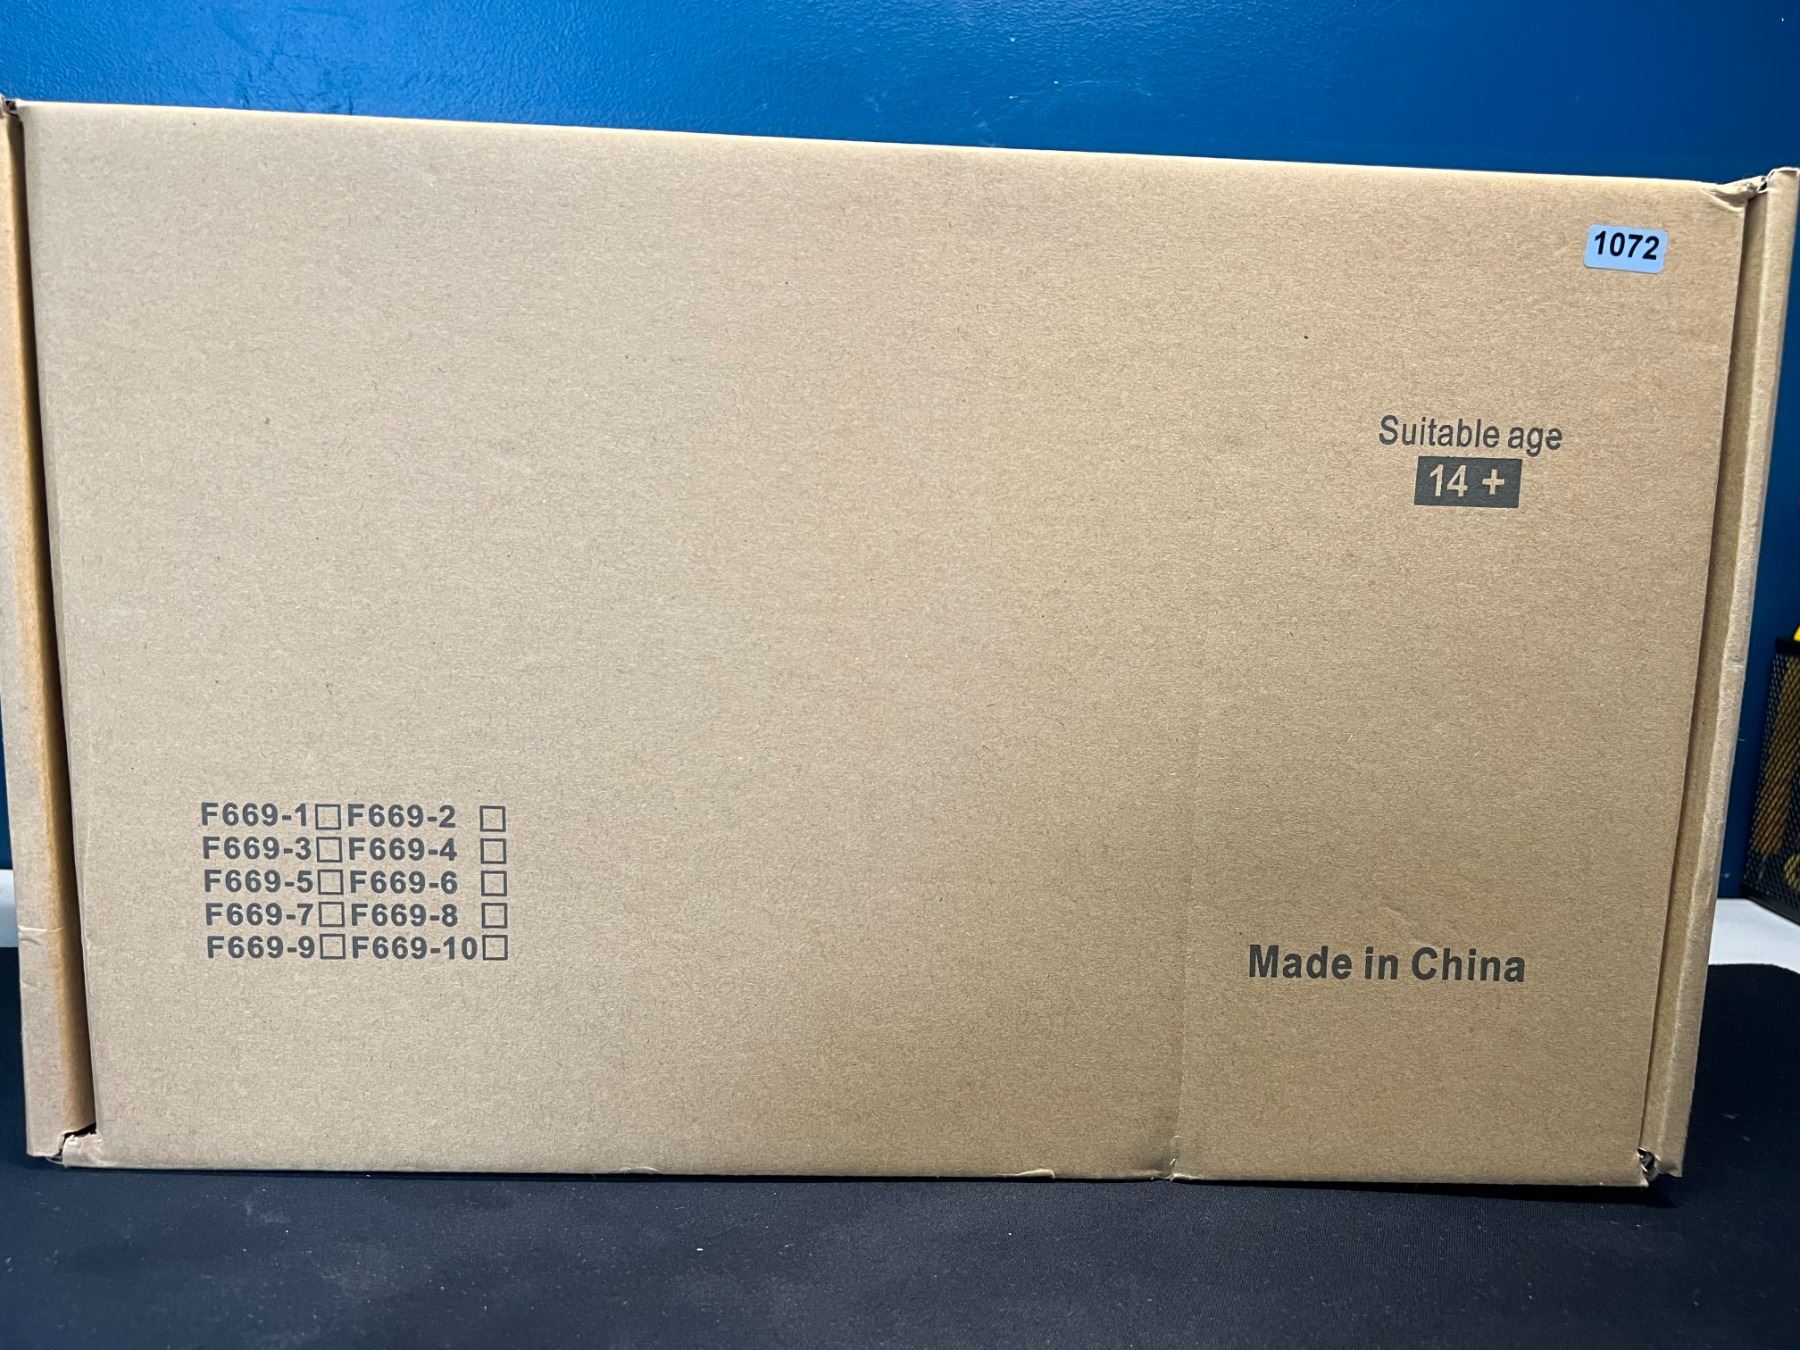 1072
Suitable age
14 +
F669-1□F669-2 □
F669-3□F669-4 □
F669-5□F669-6 □
F669-7□F669-8 □
F669-9□F669-10□
Made in China